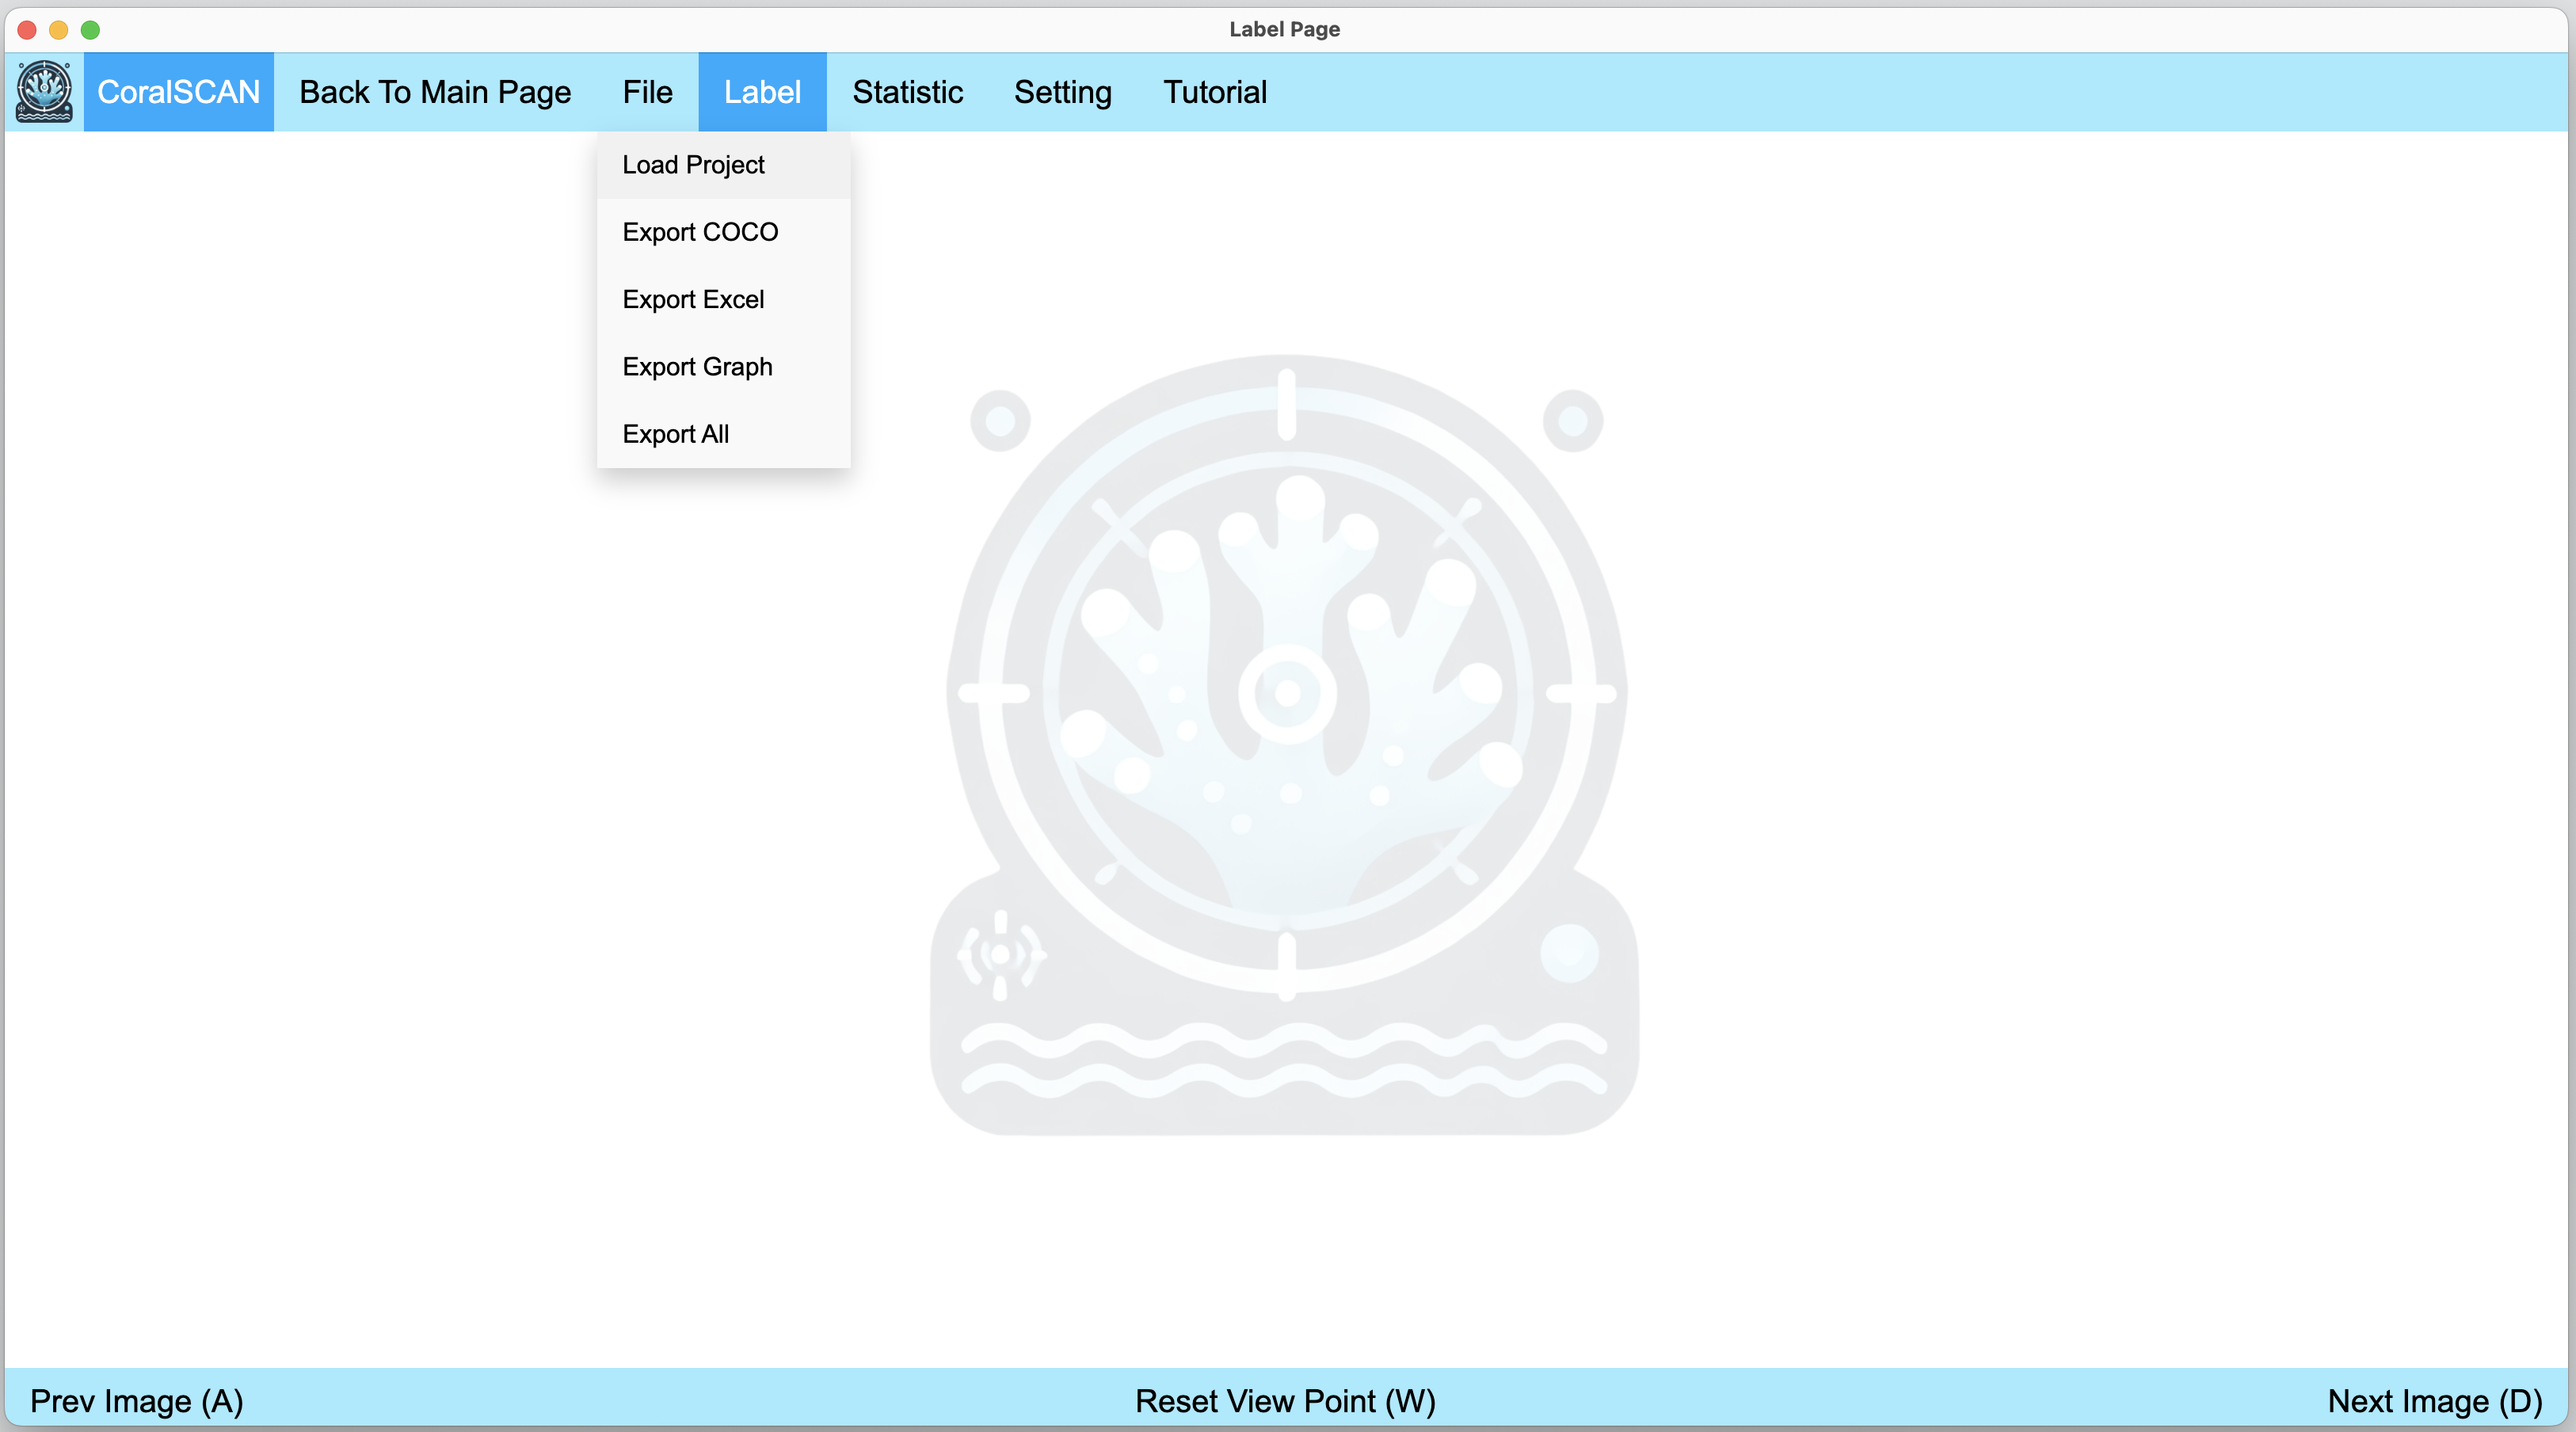 Label Page
CoralSCAN Back To Main Page File Label Statistic Setting Tutorial
Load Project
Export COCO
Export Excel
Export Graph
Export All
Prev Image (A) Reset View Point (W) Next Image (D)